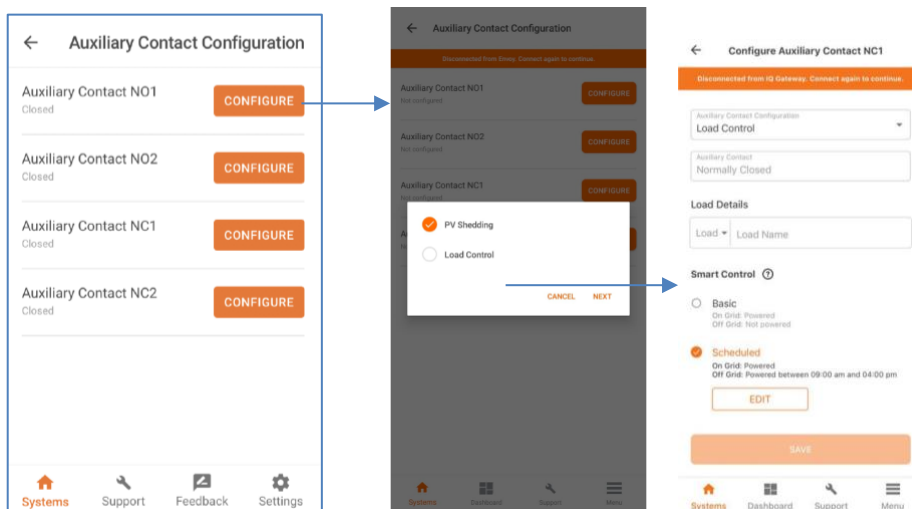 Auxiliary Contact Configuration
Auxiliary Contact NO1
Closed
CONFIGURE
Auxiliary Contact NO2
Closed
CONFIGURE
Auxiliary Contact NC1
Closed
CONFIGURE
Auxiliary Contact NC2
Closed
CONFIGURE
Systems
Support
Feedback
Settings
Auxiliary Contact Configuration
Disconnected from Envoy. Connect again to continue.
Auxiliary Contact NO1
Not configured
CONFIGURE
Auxiliary Contact NO2
Not configured
CONFIGURE
Auxiliary Contact NC1
Not configured
CONFIGURE
PV Shedding
Load Control
CANCEL
NEXT
Systems
Dashboard
Support
Menu
Configure Auxiliary Contact NC1
Disconnected from IQ Gateway. Connect again to continue.
Auxiliary Contact Configuration
Load Control
Auxiliary Contact
Normally Closed
Load Details
Load
Load Name
Smart Control
Basic
On Grid: Powered
Off Grid: Not powered
Scheduled
On Grid: Powered
Off Grid: Powered between 09:00 am and 04:00 pm
EDIT
SAVE
Systems
Dashboard
Support
Menu